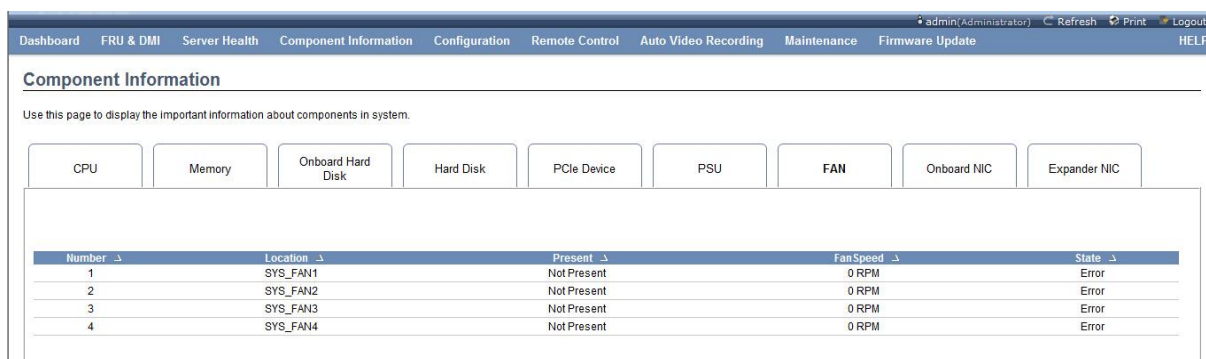 admin(Administrator) Refresh Print Logout
Dashboard FRU & DMI Server Health Component Information Configuration Remote Control Auto Video Recording Maintenance Firmware Update HELP
Component Information
Use this page to display the important information about components in system.
CPU Memory Onboard Hard Disk Hard Disk PCIe Device PSU FAN Onboard NIC Expander NIC
Number Location Present FanSpeed State
1 SYS_FAN1 Not Present 0 RPM Error
2 SYS_FAN2 Not Present 0 RPM Error
3 SYS_FAN3 Not Present 0 RPM Error
4 SYS_FAN4 Not Present 0 RPM Error